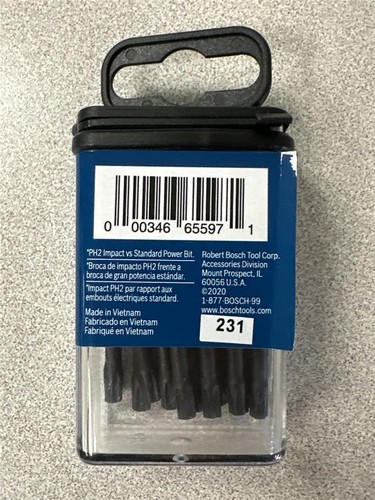 0 00346 65597 1
*PH2 Impact vs Standard Power Bit.
*Broca de impacto PH2 frente a
broca de gran potencia estándar.
*Impact PH2 par rapport aux
embouts électriques standard.
Made in Vietnam
Fabricado en Vietnam
Fabriqué en Vietnam
Robert Bosch Tool Corp.
Accessories Division
Mount Prospect, IL
60056 U.S.A.
©2020
1-877-BOSCH-99
www.boschtools.com
231